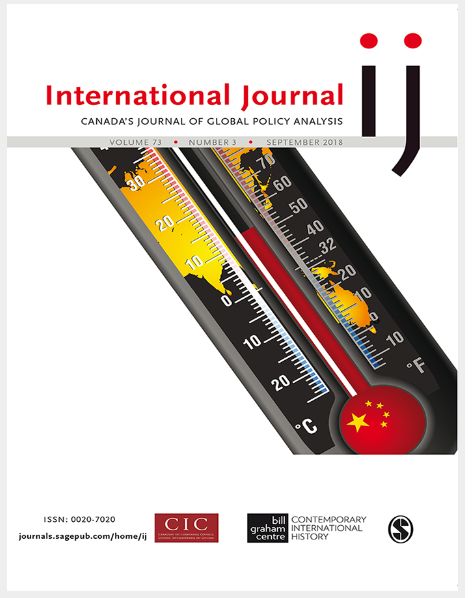 ij
International Journal
CANADA'S JOURNAL OF GLOBAL POLICY ANALYSIS
VOLUME 73 • NUMBER 3 • SEPTEMBER 2018
30
20
10
0
10
20
°C
70
60
50
40
32
20
10
0
10
°F
ISSN: 0020-7020
journals.sagepub.com/home/ij
CIC
bill
graham
centre
CONTEMPORARY
INTERNATIONAL
HISTORY
S